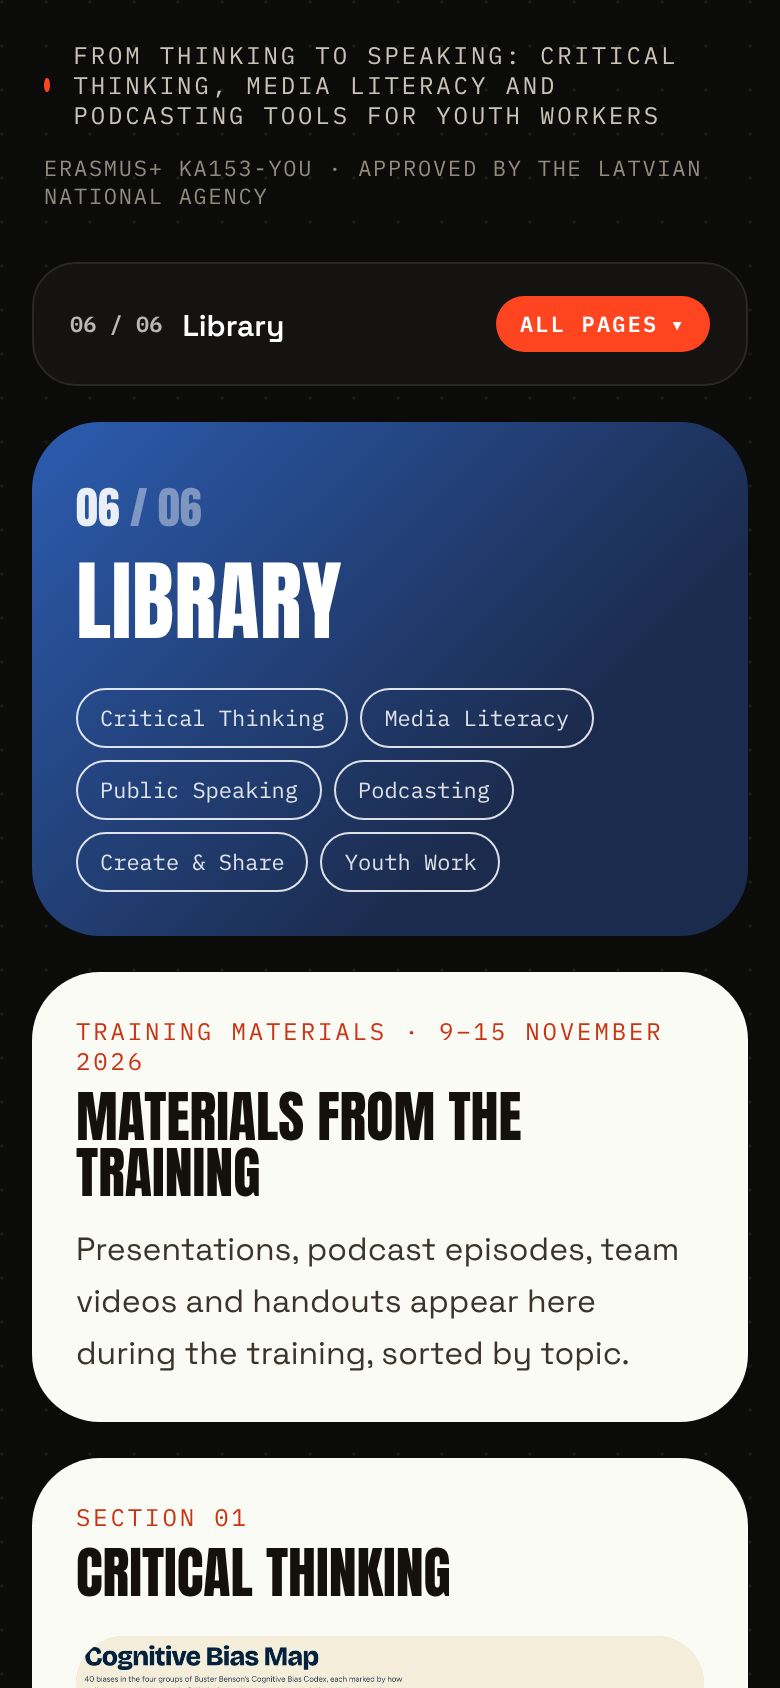 FROM THINKING TO SPEAKING: CRITICAL
THINKING, MEDIA LITERACY AND
PODCASTING TOOLS FOR YOUTH WORKERS
ERASMUS+ KA153-YOU · APPROVED BY THE LATVIAN
NATIONAL AGENCY
06 / 06 Library
ALL PAGES ▾
06 / 06
LIBRARY
Critical Thinking
Media Literacy
Public Speaking
Podcasting
Create & Share
Youth Work
TRAINING MATERIALS · 9–15 NOVEMBER
2026
MATERIALS FROM THE
TRAINING
Presentations, podcast episodes, team
videos and handouts appear here
during the training, sorted by topic.
SECTION 01
CRITICAL THINKING
Cognitive Bias Map
40 biases in the four groups of Buster Benson's Cognitive Bias Codex, each marked by how